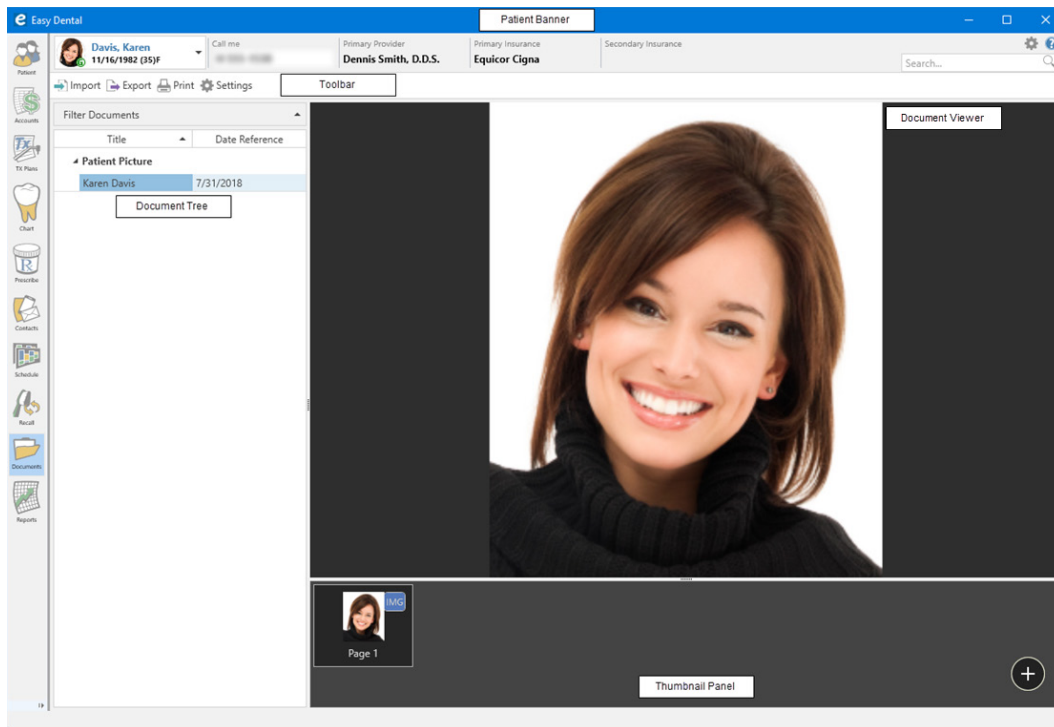 Easy Dental
Patient Banner
Davis, Karen
11/16/1982 (35)F
Call me
Primary Provider
Dennis Smith, D.D.S.
Primary Insurance
Equicor Cigna
Secondary Insurance
Search...
Import Export Print Settings
Toolbar
Filter Documents
Title Date Reference
Patient Picture
Karen Davis 7/31/2018
Document Tree
Document Viewer
Patient
Accounts
TX Plans
Chart
Prescribe
Contacts
Schedule
Recall
Documents
Reports
IMG
Page 1
Thumbnail Panel